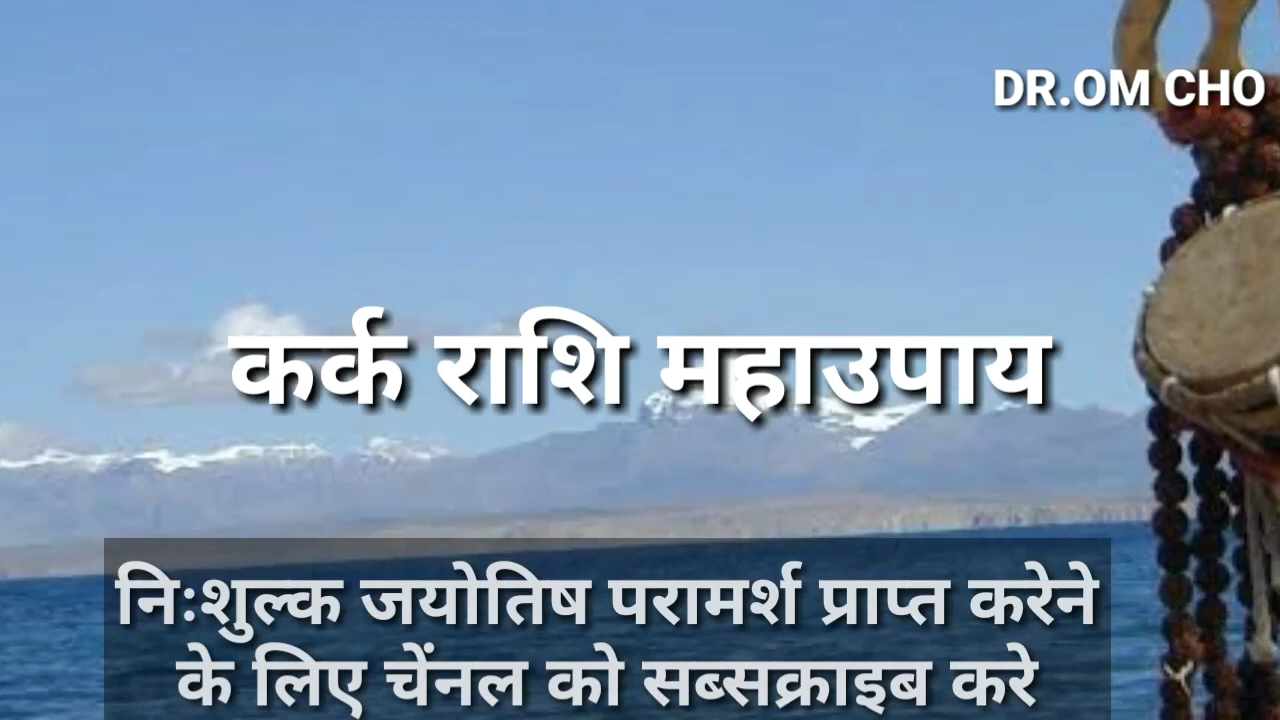 DR.OM CHO
कर्क राशि महाउपाय
निःशुल्क जयोतिष परामर्श प्राप्त करेने
के लिए चेंनल को सब्सक्राइब करे